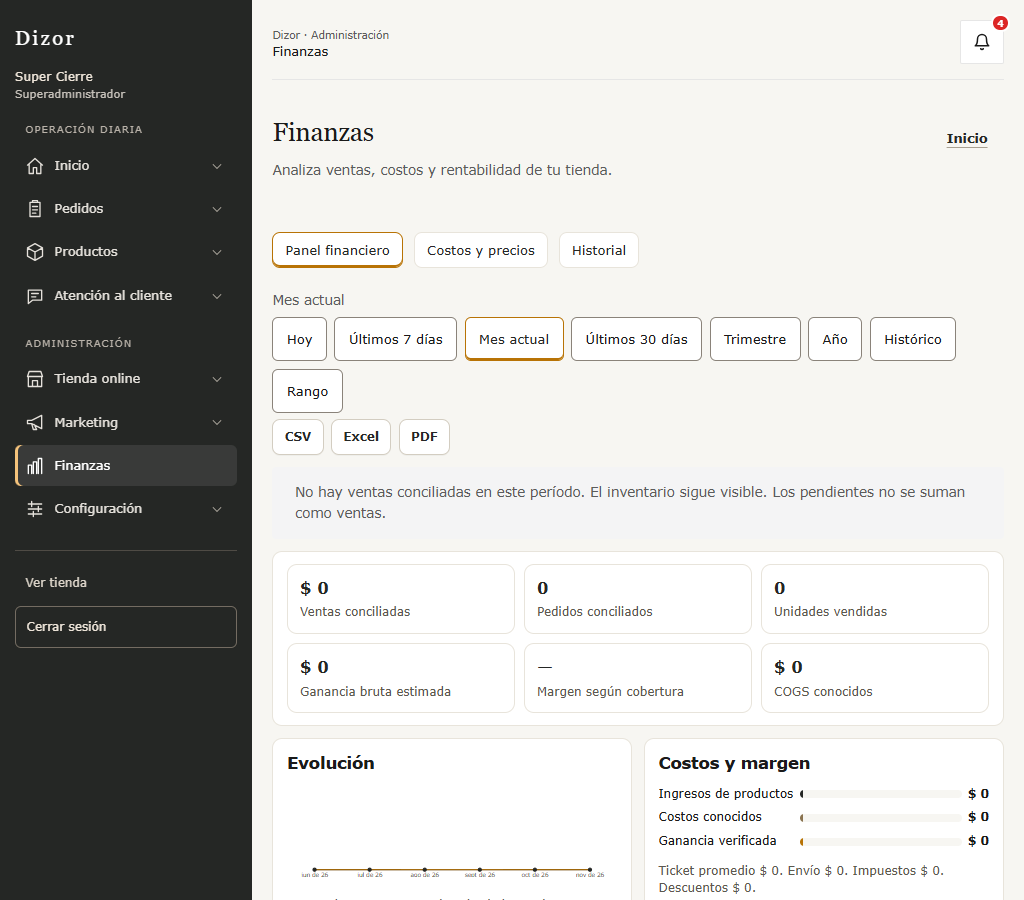 Dizor
Super Cierre
Superadministrador
OPERACIÓN DIARIA
Inicio
Pedidos
Productos
Atención al cliente
ADMINISTRACIÓN
Tienda online
Marketing
Finanzas
Configuración
Ver tienda
Cerrar sesión
Dizor · Administración
Finanzas
4
Finanzas
Inicio
Analiza ventas, costos y rentabilidad de tu tienda.
Panel financiero
Costos y precios
Historial
Mes actual
Hoy
Últimos 7 días
Mes actual
Últimos 30 días
Trimestre
Año
Histórico
Rango
CSV
Excel
PDF
No hay ventas conciliadas en este período. El inventario sigue visible. Los pendientes no se suman
como ventas.
$ 0
Ventas conciliadas
0
Pedidos conciliados
0
Unidades vendidas
$ 0
Ganancia bruta estimada
—
Margen según cobertura
$ 0
COGS conocidos
Evolución
jun de 26
jul de 26
ago de 26
sept de 26
oct de 26
nov de 26
Costos y margen
Ingresos de productos $ 0
Costos conocidos $ 0
Ganancia verificada $ 0
Ticket promedio $ 0. Envío $ 0. Impuestos $ 0.
Descuentos $ 0.